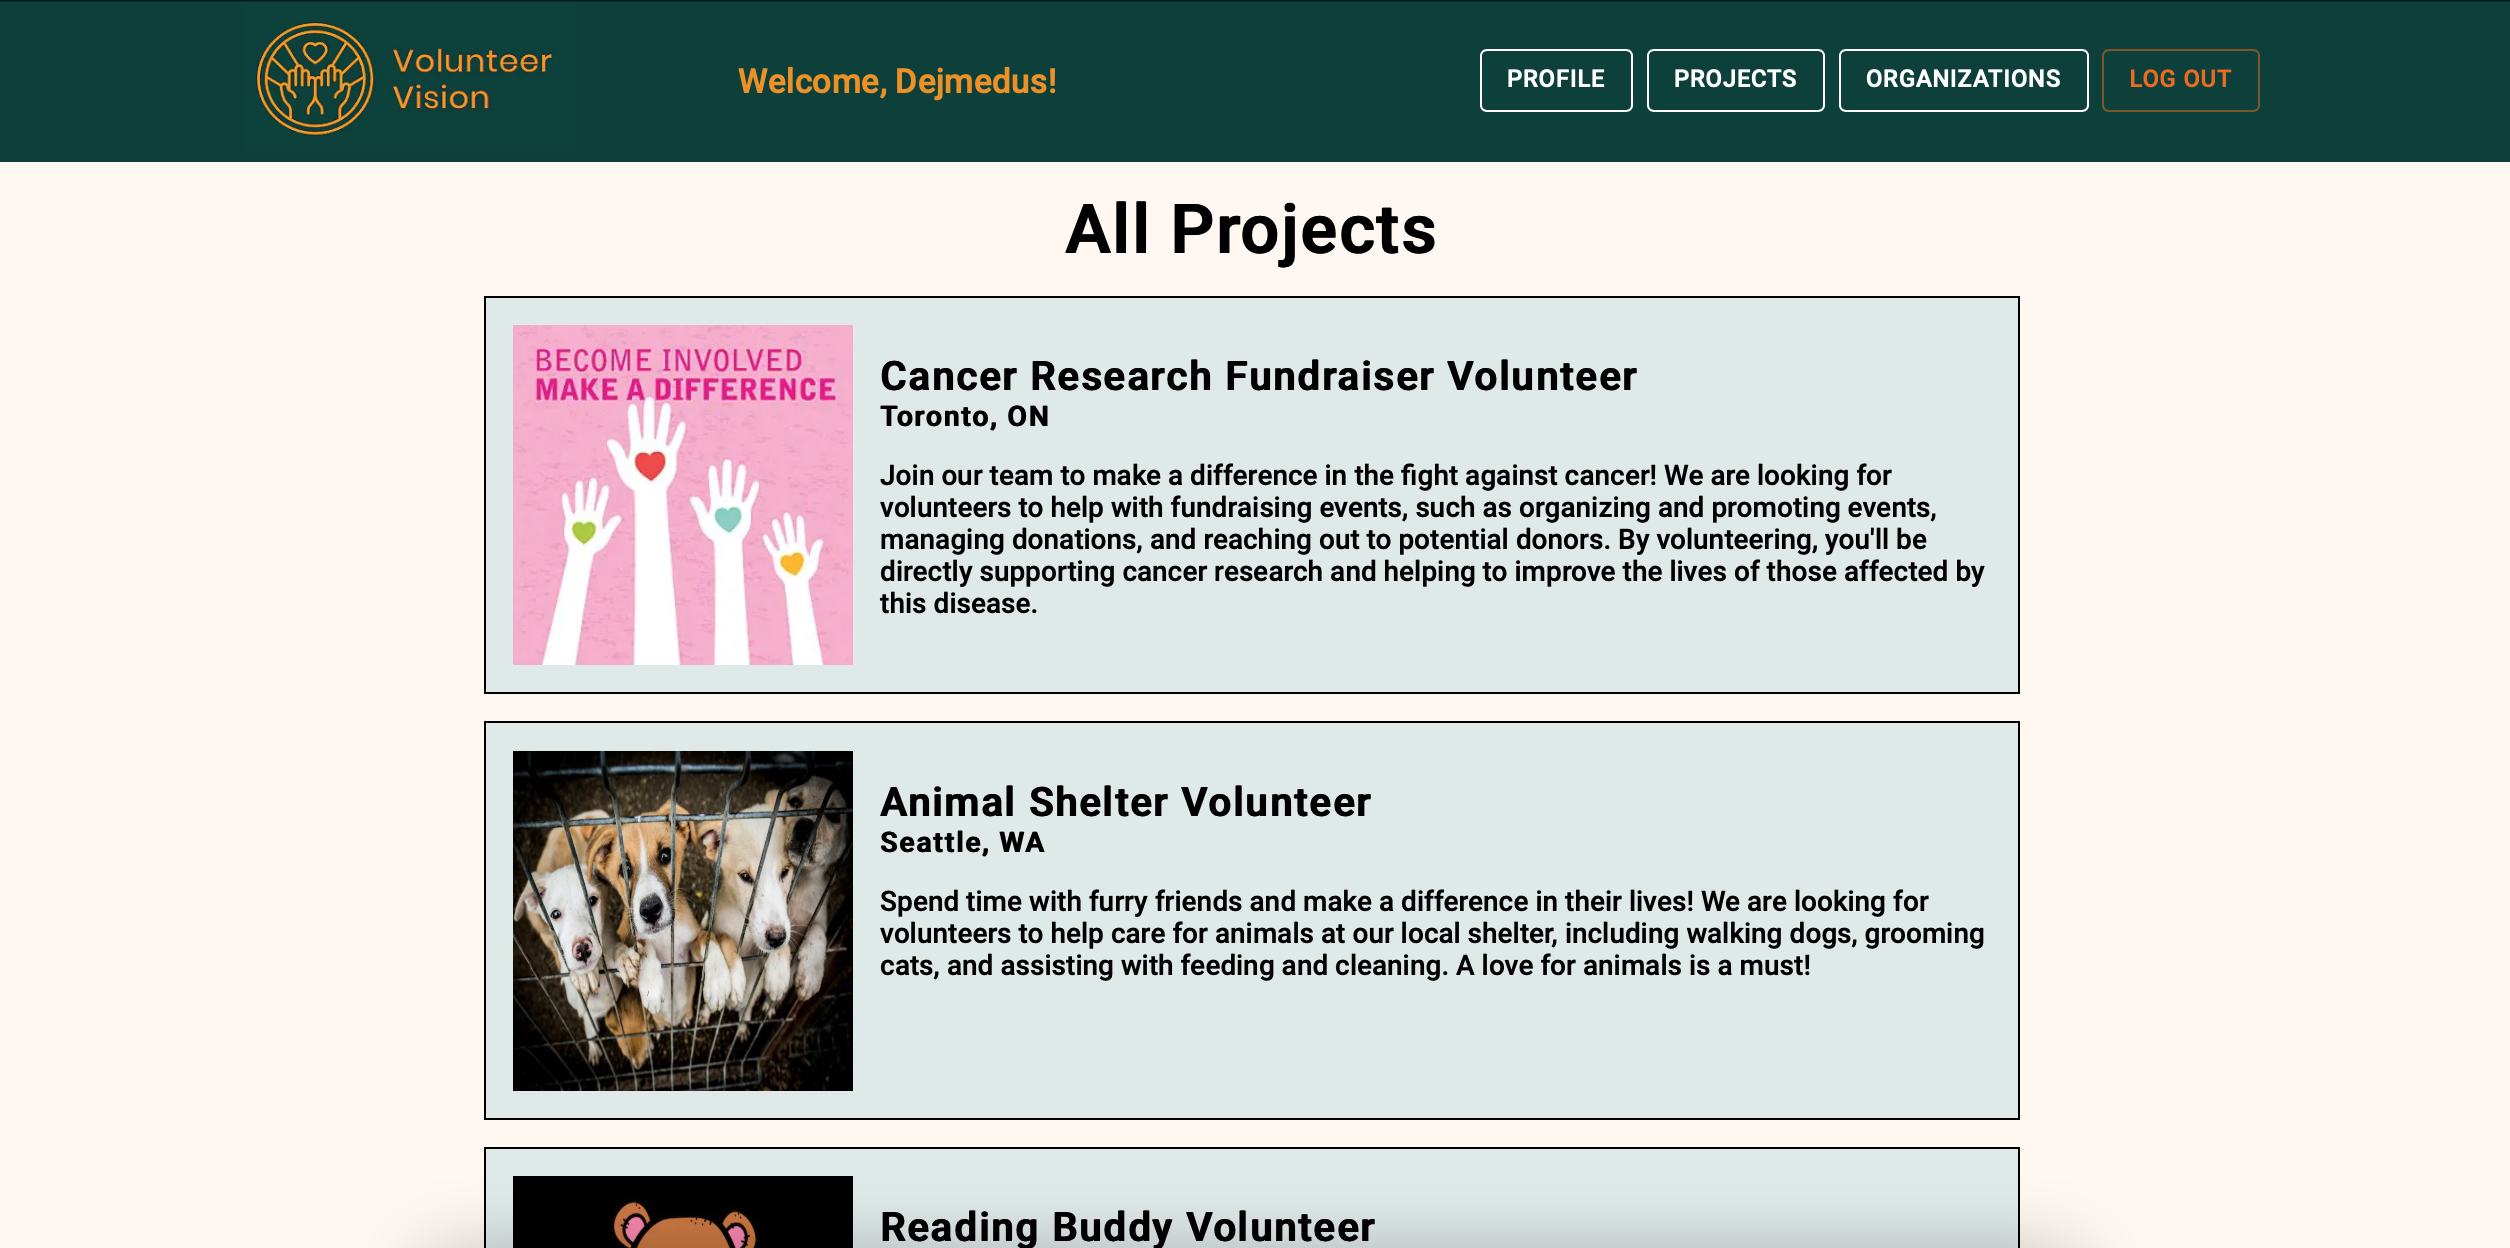 Volunteer
Vision
Welcome, Dejmedus!
PROFILE
PROJECTS
ORGANIZATIONS
LOG OUT
All Projects
BECOME INVOLVED
MAKE A DIFFERENCE
Cancer Research Fundraiser Volunteer
Toronto, ON
Join our team to make a difference in the fight against cancer! We are looking for
volunteers to help with fundraising events, such as organizing and promoting events,
managing donations, and reaching out to potential donors. By volunteering, you'll be
directly supporting cancer research and helping to improve the lives of those affected by
this disease.
Animal Shelter Volunteer
Seattle, WA
Spend time with furry friends and make a difference in their lives! We are looking for
volunteers to help care for animals at our local shelter, including walking dogs, grooming
cats, and assisting with feeding and cleaning. A love for animals is a must!
Reading Buddy Volunteer